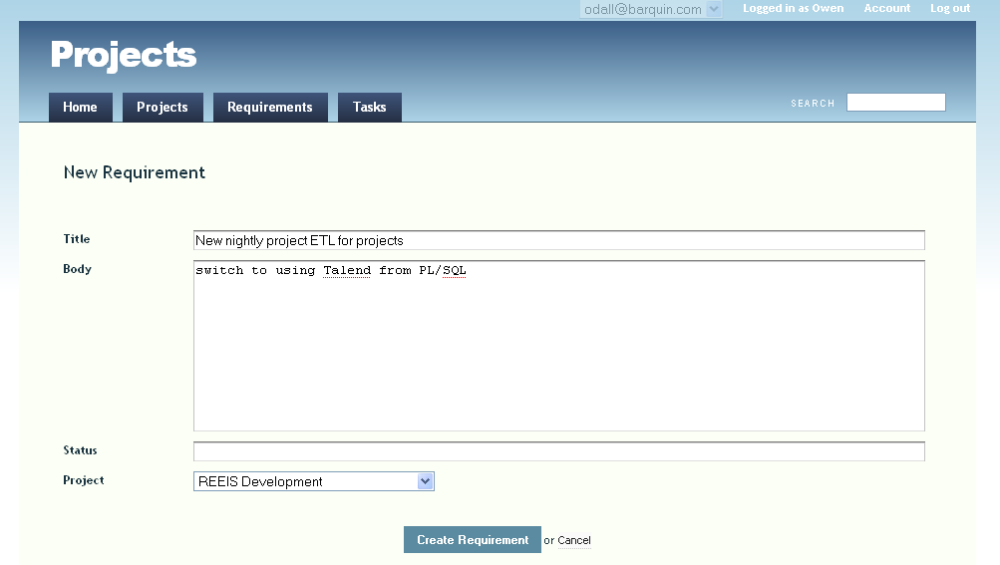 odall@barquin.com Logged in as Owen Account Log out
Projects
Home Projects Requirements Tasks SEARCH
New Requirement
Title New nightly project ETL for projects
Body switch to using Talend from PL/SQL
Status
Project REEIS Development
Create Requirement or Cancel